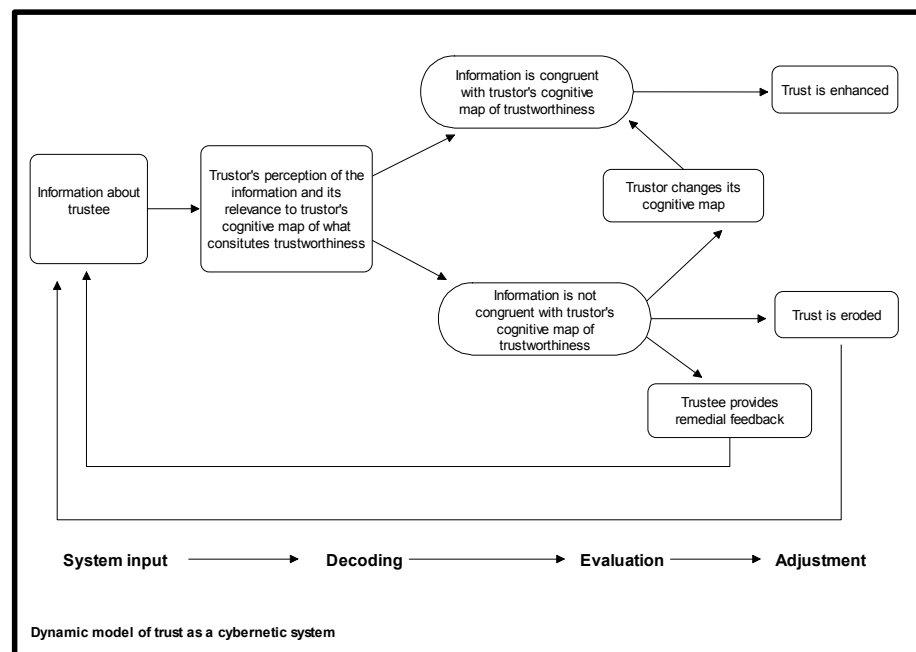 Information about
trustee
Trustor's perception of the
information and its
relevance to trustor's
cognitive map of what
consitutes trustworthiness
Information is congruent
with trustor's cognitive
map of trustworthiness
Trust is enhanced
Trustor changes its
cognitive map
Information is not
congruent with trustor's
cognitive map of
trustworthiness
Trust is eroded
Trustee provides
remedial feedback
System input
Decoding
Evaluation
Adjustment
Dynamic model of trust as a cybernetic system